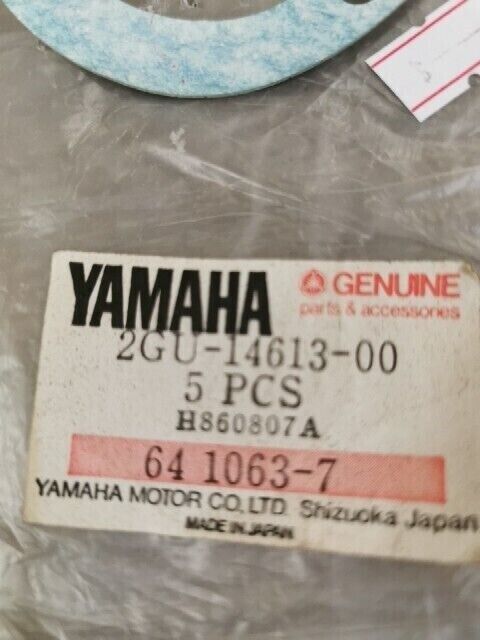 YAMAHA
GENUINE
parts & accessories
2GU-14613-00
5 PCS
H860807A
64 1063-7
YAMAHA MOTOR CO., LTD. Shizuoka Japan
MADE IN JAPAN